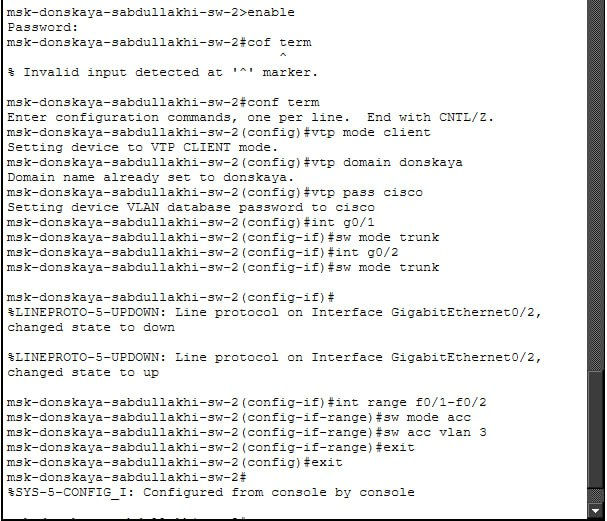 msk-donskaya-sabdullakhi-sw-2>enable
Password:
msk-donskaya-sabdullakhi-sw-2#cof term
^
% Invalid input detected at '^' marker.
msk-donskaya-sabdullakhi-sw-2#conf term
Enter configuration commands, one per line.  End with CNTL/Z.
msk-donskaya-sabdullakhi-sw-2(config)#vtp mode client
Setting device to VTP CLIENT mode.
msk-donskaya-sabdullakhi-sw-2(config)#vtp domain donskaya
Domain name already set to donskaya.
msk-donskaya-sabdullakhi-sw-2(config)#vtp pass cisco
Setting device VLAN database password to cisco
msk-donskaya-sabdullakhi-sw-2(config)#int g0/1
msk-donskaya-sabdullakhi-sw-2(config-if)#sw mode trunk
msk-donskaya-sabdullakhi-sw-2(config-if)#int g0/2
msk-donskaya-sabdullakhi-sw-2(config-if)#sw mode trunk
msk-donskaya-sabdullakhi-sw-2(config-if)#
%LINEPROTO-5-UPDOWN: Line protocol on Interface GigabitEthernet0/2,
changed state to down
%LINEPROTO-5-UPDOWN: Line protocol on Interface GigabitEthernet0/2,
changed state to up
msk-donskaya-sabdullakhi-sw-2(config-if)#int range f0/1-f0/2
msk-donskaya-sabdullakhi-sw-2(config-if-range)#sw mode acc
msk-donskaya-sabdullakhi-sw-2(config-if-range)#sw acc vlan 3
msk-donskaya-sabdullakhi-sw-2(config-if-range)#exit
msk-donskaya-sabdullakhi-sw-2(config)#exit
msk-donskaya-sabdullakhi-sw-2#
%SYS-5-CONFIG_I: Configured from console by console